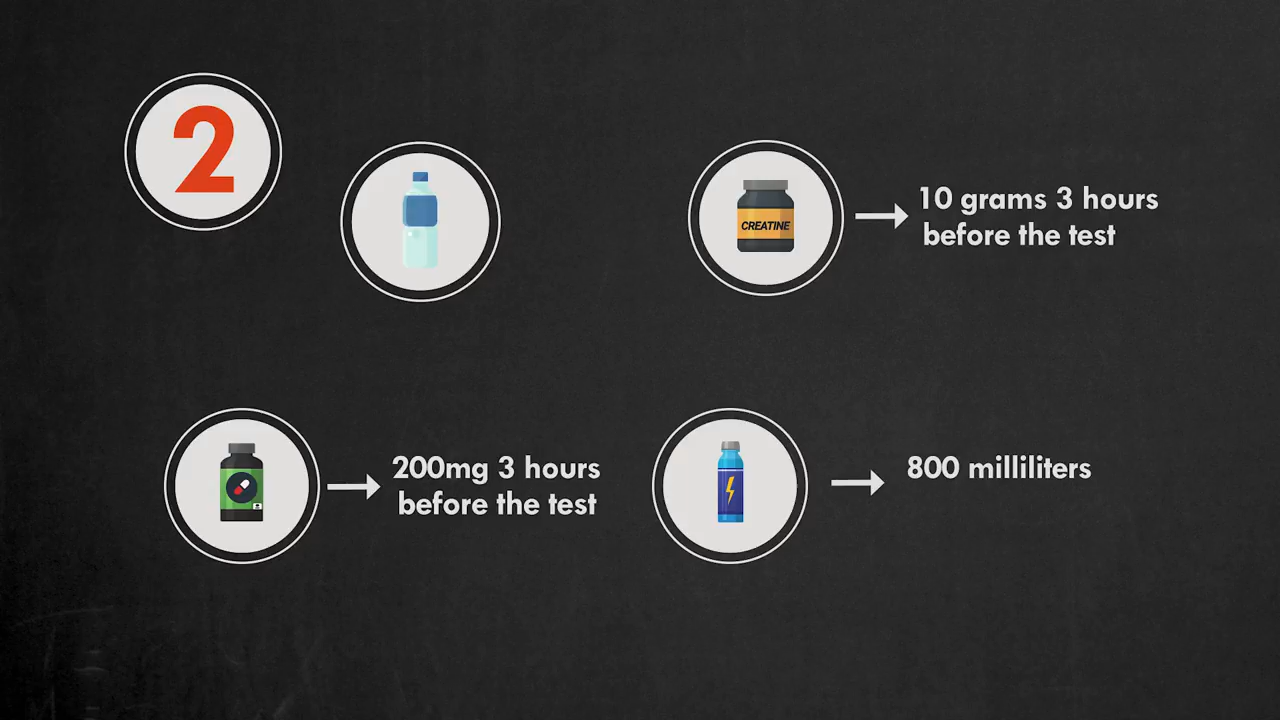 2
CREATINE
10 grams 3 hours
before the test
200mg 3 hours
before the test
800 milliliters